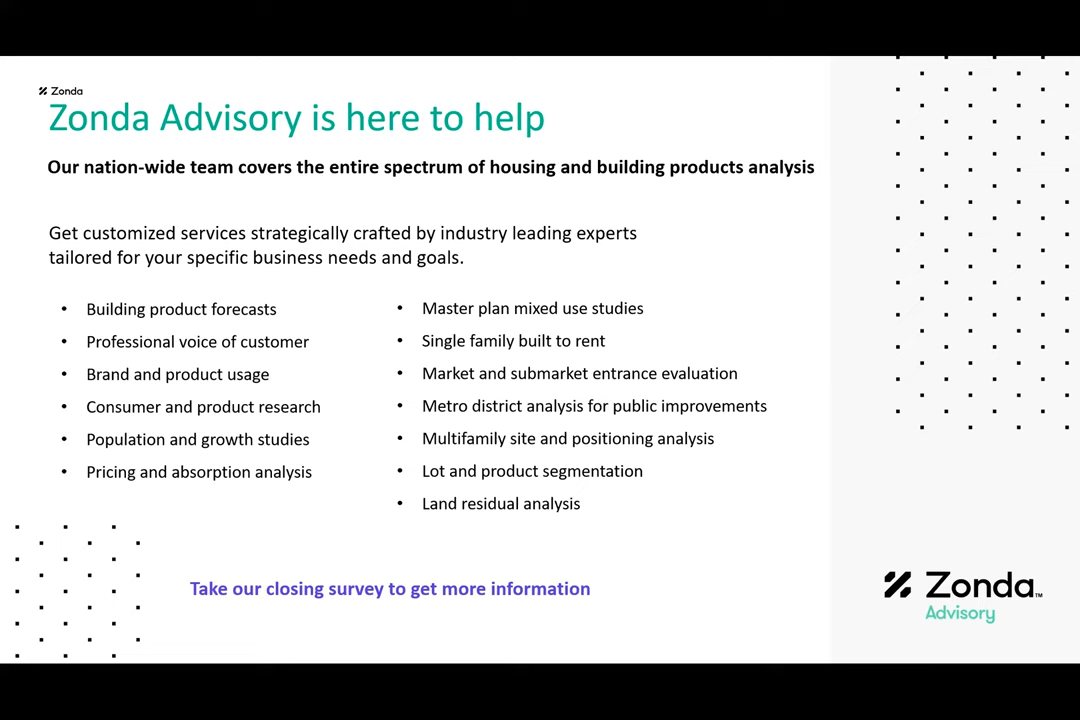 Zonda
Zonda Advisory is here to help
Our nation-wide team covers the entire spectrum of housing and building products analysis
Get customized services strategically crafted by industry leading experts
tailored for your specific business needs and goals.
• Building product forecasts
• Professional voice of customer
• Brand and product usage
• Consumer and product research
• Population and growth studies
• Pricing and absorption analysis
• Master plan mixed use studies
• Single family built to rent
• Market and submarket entrance evaluation
• Metro district analysis for public improvements
• Multifamily site and positioning analysis
• Lot and product segmentation
• Land residual analysis
Take our closing survey to get more information
Zonda™
Advisory